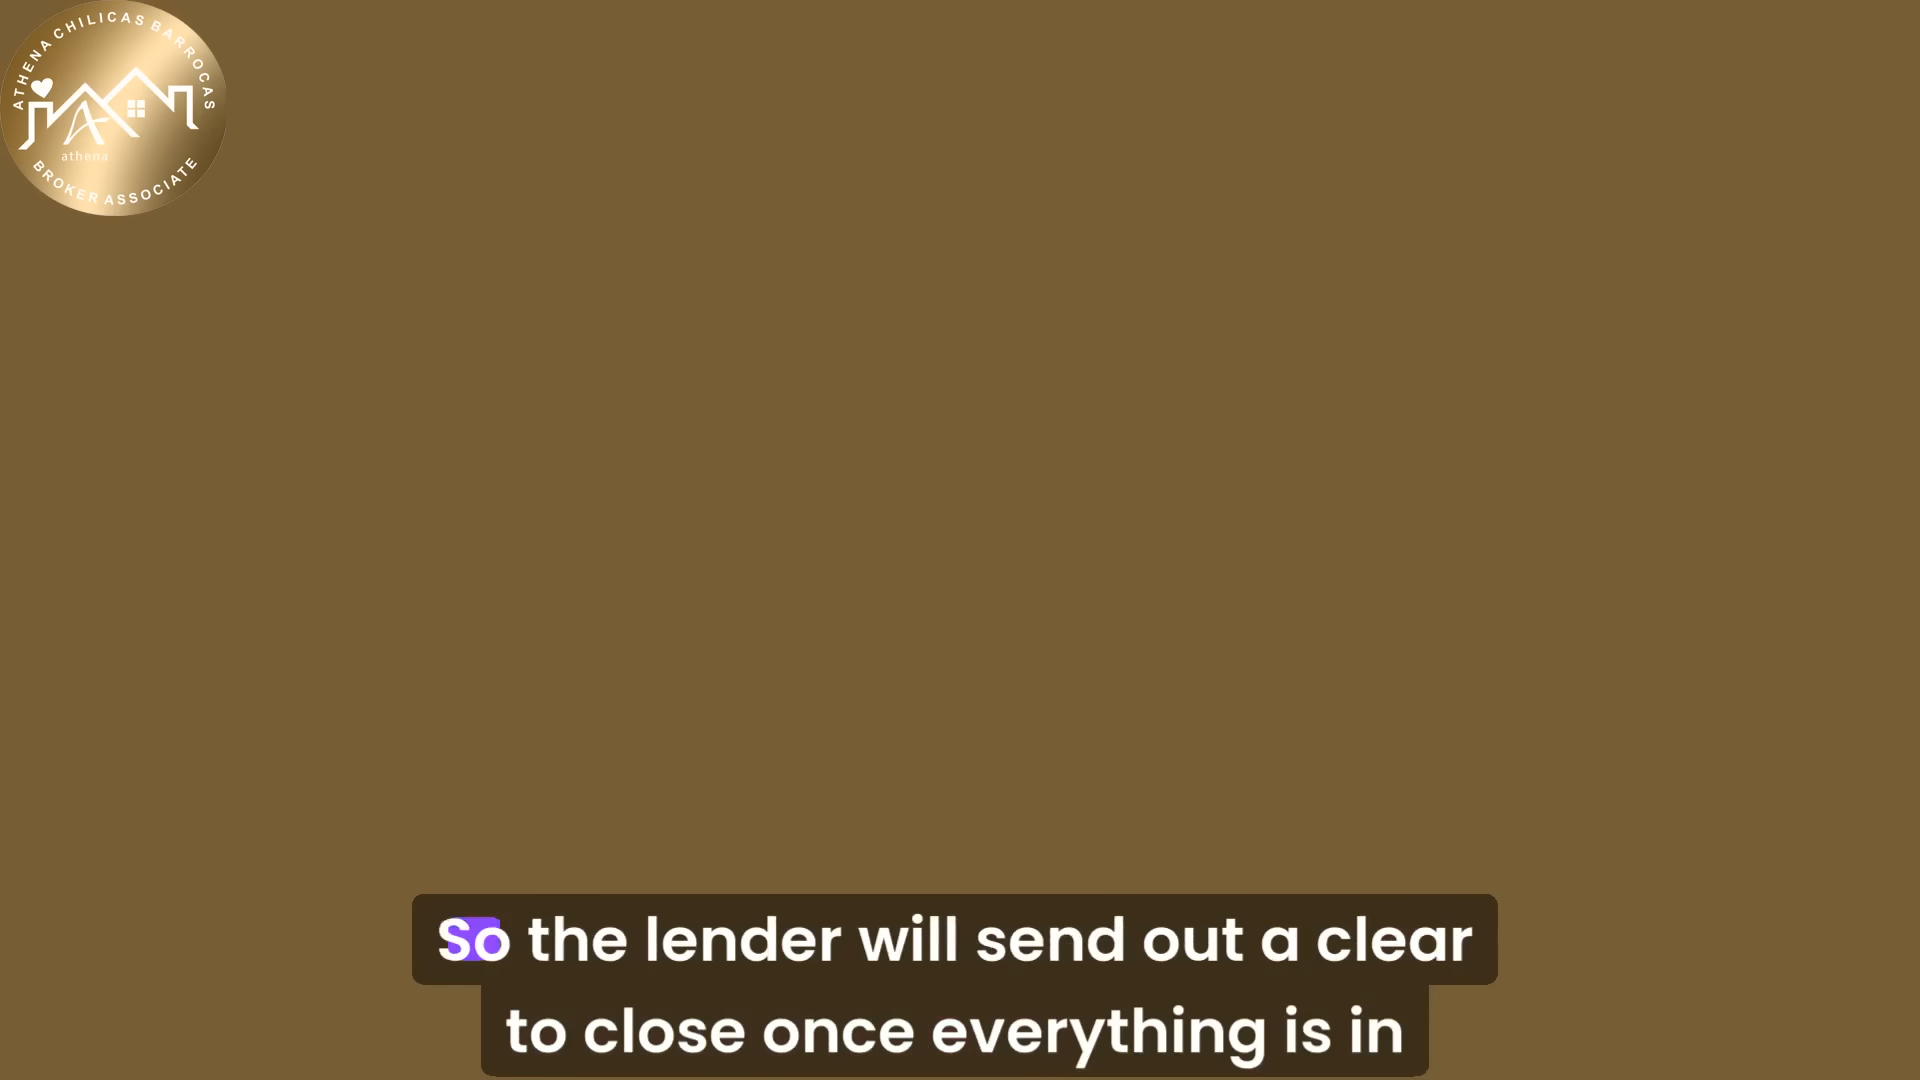 ATHENA CHILICAS BARROCAS
athena
BROKER ASSOCIATE
So the lender will send out a clear
to close once everything is in